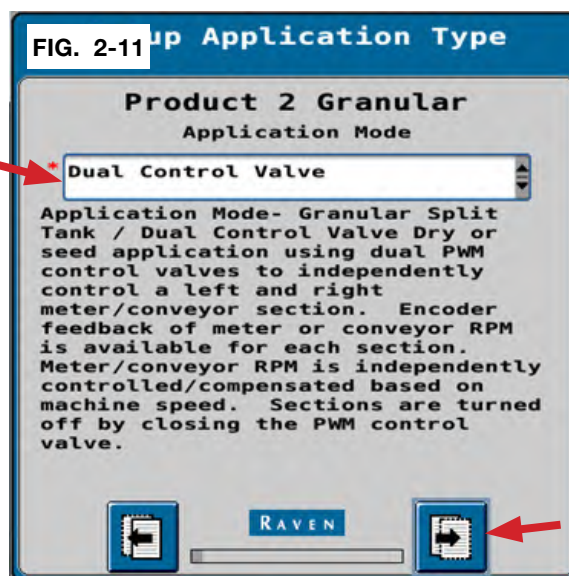 FIG. 2-11
up Application Type
Product 2 Granular
Application Mode
* Dual Control Valve
Application Mode- Granular Split
Tank / Dual Control Valve Dry or
seed application using dual PWM
control valves to independently
control a left and right
meter/conveyor section. Encoder
feedback of meter or conveyor RPM
is available for each section.
Meter/conveyor RPM is independently
controlled/compensated based on
machine speed. Sections are turned
off by closing the PWM control
valve.
RAVEN